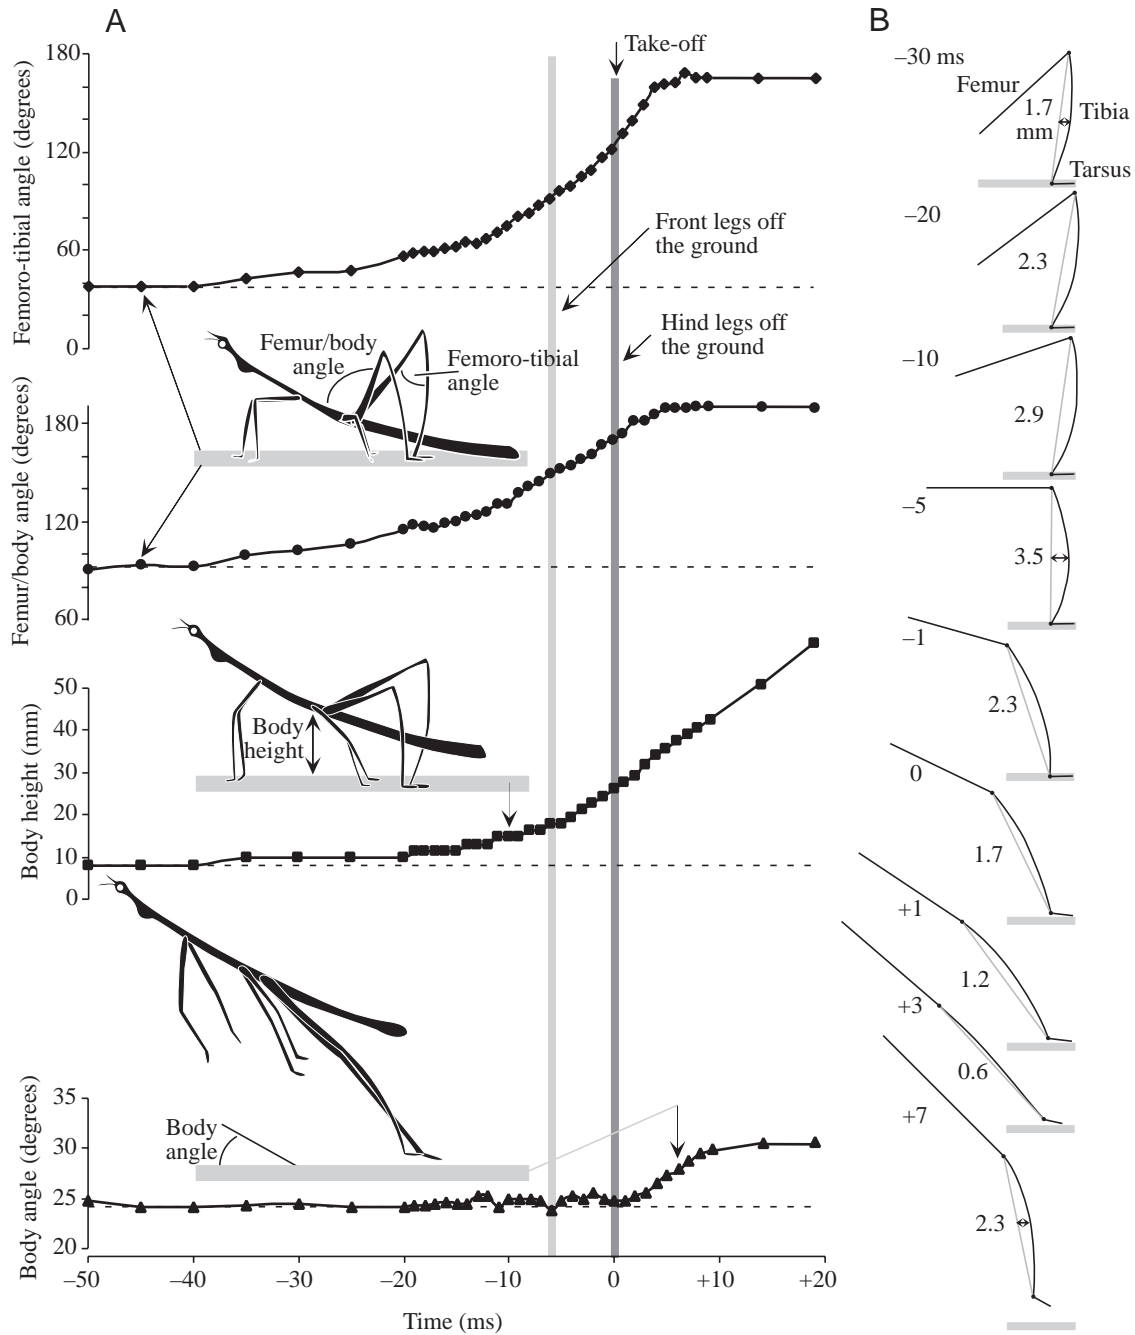 A
B
180
120
60
0
Femoro-tibial angle (degrees)
Take-off
Front legs off
the ground
Hind legs off
the ground
Femur/body
angle
Femoro-tibial
angle
180
120
60
Femur/body angle (degrees)
50
40
30
20
10
0
Body height (mm)
Body
height
35
30
25
20
Body angle (degrees)
Body
angle
–50
–40
–30
–20
–10
0
+10
+20
Time (ms)
–30 ms
Femur
1.7
mm
Tibia
Tarsus
–20
2.3
–10
2.9
–5
3.5
–1
2.3
0
1.7
+1
1.2
+3
0.6
+7
2.3